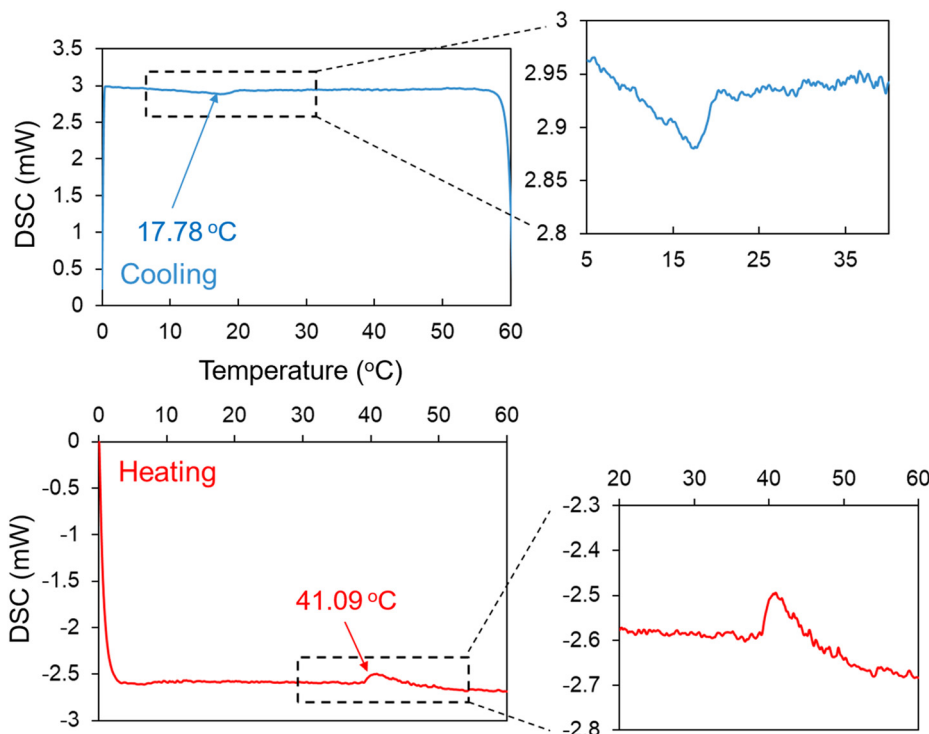 3.5
3
2.5
2
1.5
1
0.5
0
DSC (mW)
17.78 °C
Cooling
0 10 20 30 40 50 60
Temperature (°C)
3
2.95
2.9
2.85
2.8
5 15 25 35
0 10 20 30 40 50 60
0
-0.5
-1
-1.5
-2
-2.5
-3
DSC (mW)
Heating
41.09 °C
20 30 40 50 60
-2.3
-2.4
-2.5
-2.6
-2.7
-2.8